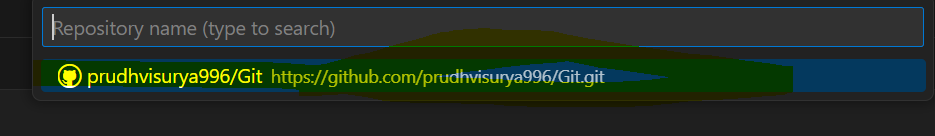 Repository name (type to search)
prudhvisurya996/Git https://github.com/prudhvisurya996/Git.git